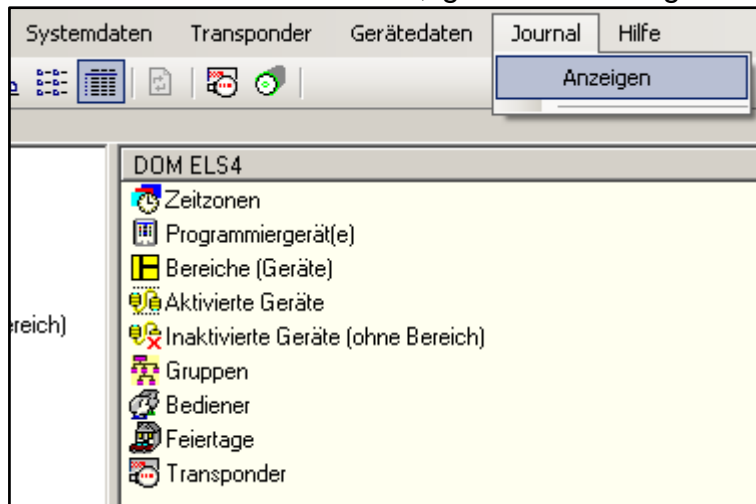 Systemdaten Transponder Gerätedaten Journal Hilfe
Anzeigen
DOM ELS4
Zeitzonen
Programmiergerät(e)
Bereiche (Geräte)
Aktivierte Geräte
ereich)
Inaktivierte Geräte (ohne Bereich)
Gruppen
Bediener
Feiertage
Transponder